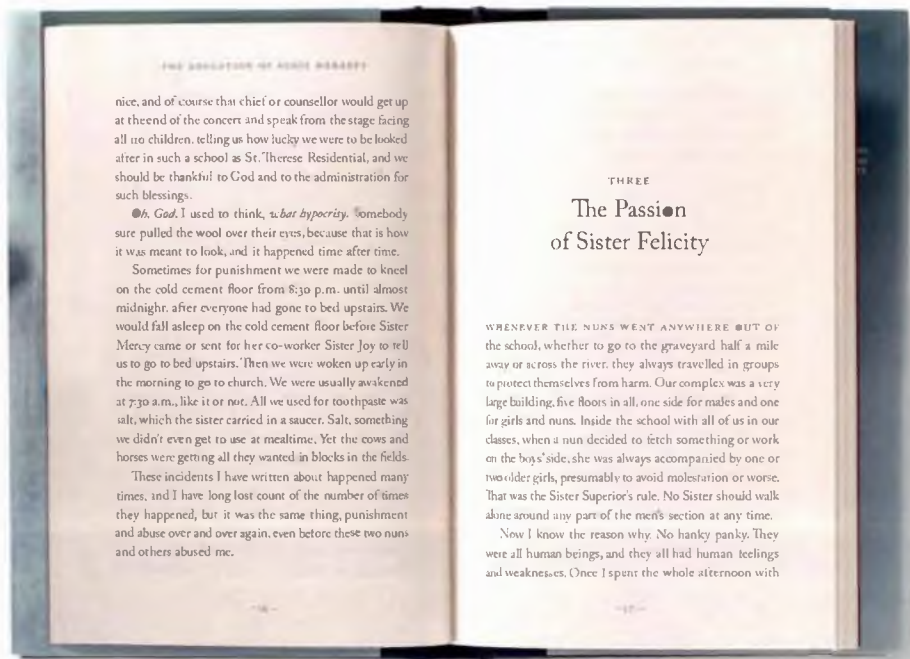 THE EDUCATION OF AUGIE MERASTY
nice, and of course that chief or counsellor would get up
at the end of the concert and speak from the stage facing
all 110 children, telling us how lucky we were to be looked
after in such a school as St. Therese Residential, and we
should be thankful to God and to the administration for
such blessings.
Oh, God, I used to think, what hypocrisy. Somebody
sure pulled the wool over their eyes, because that is how
it was meant to look, and it happened time after time.
Sometimes for punishment we were made to kneel
on the cold cement floor from 8:30 p.m. until almost
midnight, after everyone had gone to bed upstairs. We
would fall asleep on the cold cement floor before Sister
Mercy came or sent for her co-worker Sister Joy to tell
us to go to bed upstairs. Then we were woken up early in
the morning to go to church. We were usually awakened
at 7:30 a.m., like it or not. All we used for toothpaste was
salt, which the sister carried in a saucer. Salt, something
we didn't even get to use at mealtime. Yet the cows and
horses were getting all they wanted in blocks in the fields.
These incidents I have written about happened many
times, and I have long lost count of the number of times
they happened, but it was the same thing, punishment
and abuse over and over again, even before these two nuns
and others abused me.
THREE
The Passion
of Sister Felicity
WHENEVER THE NUNS WENT ANYWHERE OUT OF
the school, whether to go to the graveyard half a mile
away or across the river, they always travelled in groups
to protect themselves from harm. Our complex was a very
large building, five floors in all, one side for males and one
for girls and nuns. Inside the school with all of us in our
classes, when a nun decided to fetch something or work
on the boys' side, she was always accompanied by one or
two older girls, presumably to avoid molestation or worse.
That was the Sister Superior's rule. No Sister should walk
alone around any part of the men's section at any time.
Now I know the reason why. No hanky panky. They
were all human beings, and they all had human feelings
and weaknesses. Once I spent the whole afternoon with